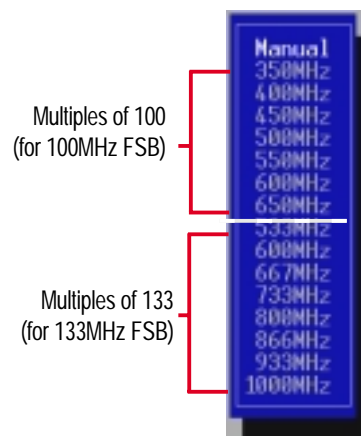 Manual
350MHz
400MHz
450MHz
500MHz
550MHz
600MHz
650MHz
533MHz
600MHz
667MHz
733MHz
800MHz
866MHz
933MHz
1000MHz
Multiples of 100
(for 100MHz FSB)
Multiples of 133
(for 133MHz FSB)